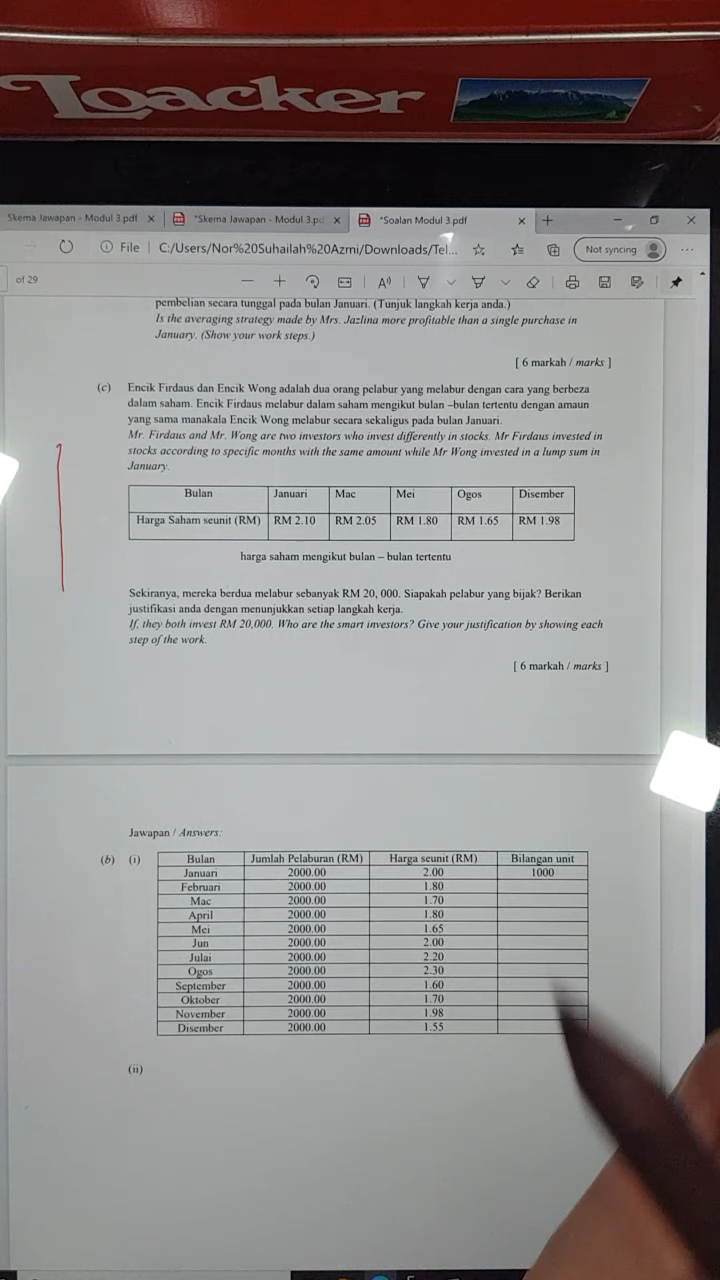 Loacker
Skema Jawapan - Modul 3.pdf
*Skema Jawapan - Modul 3.pd
*Soalan Modul 3.pdf
File
C:/Users/Nor%20Suhailah%20Azmi/Downloads/Tel...
Not syncing
of 29
pembelian secara tunggal pada bulan Januari. (Tunjuk langkah kerja anda.)
Is the averaging strategy made by Mrs. Jazlina more profitable than a single purchase in
January. (Show your work steps.)
[ 6 markah / marks ]
(c) Encik Firdaus dan Encik Wong adalah dua orang pelabur yang melabur dengan cara yang berbeza
dalam saham. Encik Firdaus melabur dalam saham mengikut bulan –bulan tertentu dengan amaun
yang sama manakala Encik Wong melabur secara sekaligus pada bulan Januari.
Mr. Firdaus and Mr. Wong are two investors who invest differently in stocks. Mr Firdaus invested in
stocks according to specific months with the same amount while Mr Wong invested in a lump sum in
January.
Bulan Januari Mac Mei Ogos Disember
Harga Saham seunit (RM) RM 2.10 RM 2.05 RM 1.80 RM 1.65 RM 1.98
harga saham mengikut bulan – bulan tertentu
Sekiranya, mereka berdua melabur sebanyak RM 20, 000. Siapakah pelabur yang bijak? Berikan
justifikasi anda dengan menunjukkan setiap langkah kerja.
If, they both invest RM 20,000. Who are the smart investors? Give your justification by showing each
step of the work.
[ 6 markah / marks ]
Jawapan / Answers:
(b) (i) Bulan Jumlah Pelaburan (RM) Harga seunit (RM) Bilangan unit
Januari 2000.00 2.00 1000
Februari 2000.00 1.80
Mac 2000.00 1.70
April 2000.00 1.80
Mei 2000.00 1.65
Jun 2000.00 2.00
Julai 2000.00 2.20
Ogos 2000.00 2.30
September 2000.00 1.60
Oktober 2000.00 1.70
November 2000.00 1.98
Disember 2000.00 1.55
(ii)